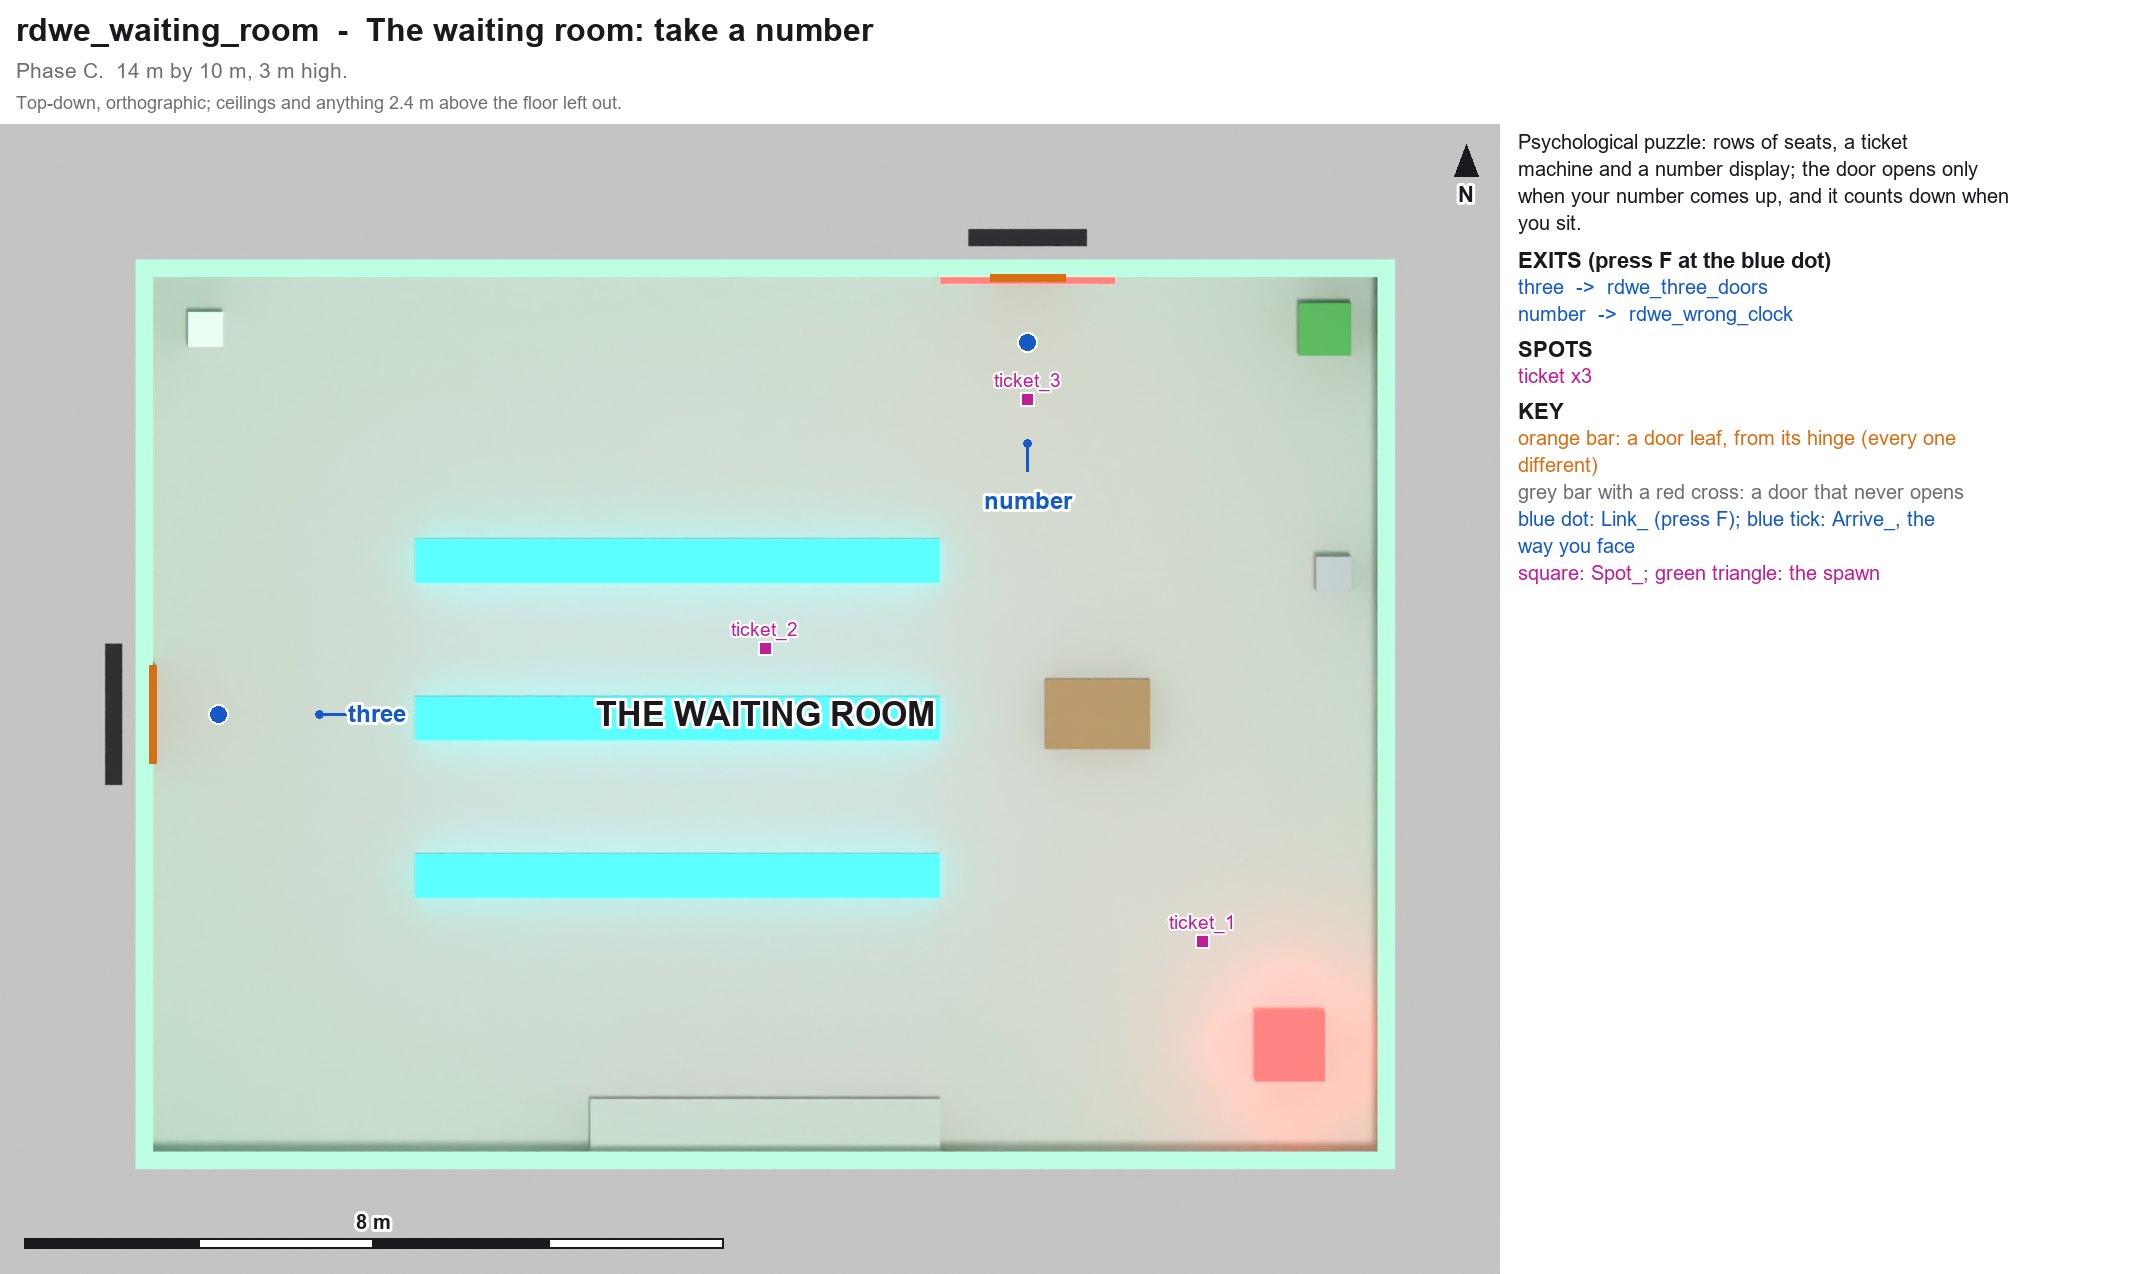 rdwe_waiting_room  -  The waiting room: take a number
Phase C.  14 m by 10 m, 3 m high.
Top-down, orthographic; ceilings and anything 2.4 m above the floor left out.
N
ticket_3
number
ticket_2
three
THE WAITING ROOM
ticket_1
8 m
Psychological puzzle: rows of seats, a ticket
machine and a number display; the door opens only
when your number comes up, and it counts down when
you sit.
EXITS (press F at the blue dot)
three  ->  rdwe_three_doors
number  ->  rdwe_wrong_clock
SPOTS
ticket x3
KEY
orange bar: a door leaf, from its hinge (every one
different)
grey bar with a red cross: a door that never opens
blue dot: Link_ (press F); blue tick: Arrive_, the
way you face
square: Spot_; green triangle: the spawn